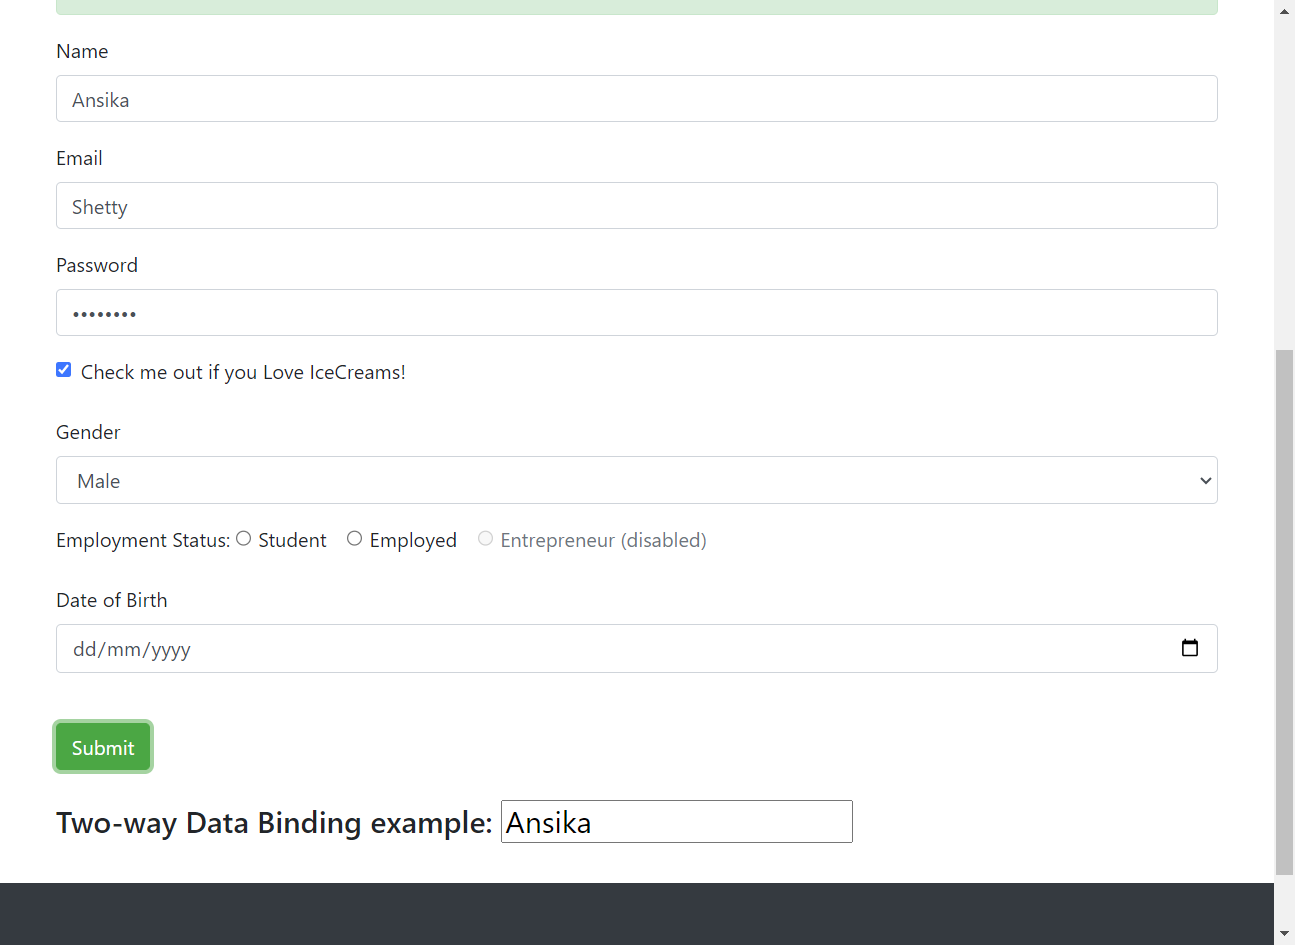 Name
Ansika
Email
Shetty
Password
••••••••
Check me out if you Love IceCreams!
Gender
Male
Employment Status: Student Employed Entrepreneur (disabled)
Date of Birth
dd/mm/yyyy
Submit
Two-way Data Binding example: Ansika